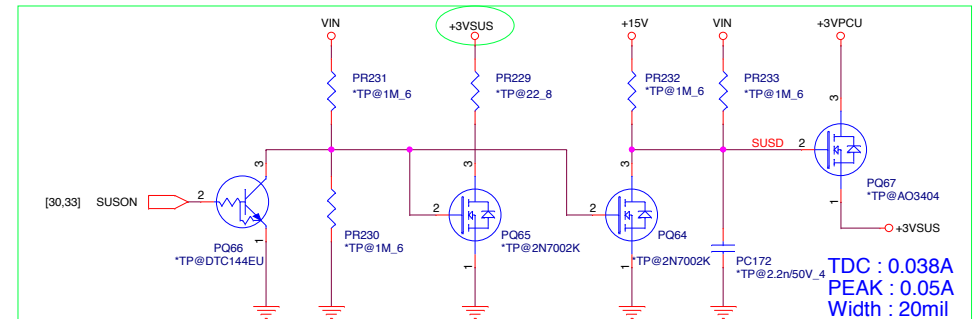 VIN
+3VSUS
+15V
VIN
+3VPCU
PR231
*TP@1M_6
PR229
*TP@22_8
PR232
*TP@1M_6
PR233
*TP@1M_6
3
3
3
3
SUSD
2
PQ67
*TP@AO3404
1
+3VSUS
[30,33] SUSON
2
2
2
PQ66
*TP@DTC144EU
1
PR230
*TP@1M_6
PQ65
*TP@2N7002K
1
PQ64
*TP@2N7002K
1
PC172
*TP@2.2n/50V_4
TDC : 0.038A
PEAK : 0.05A
Width : 20mil